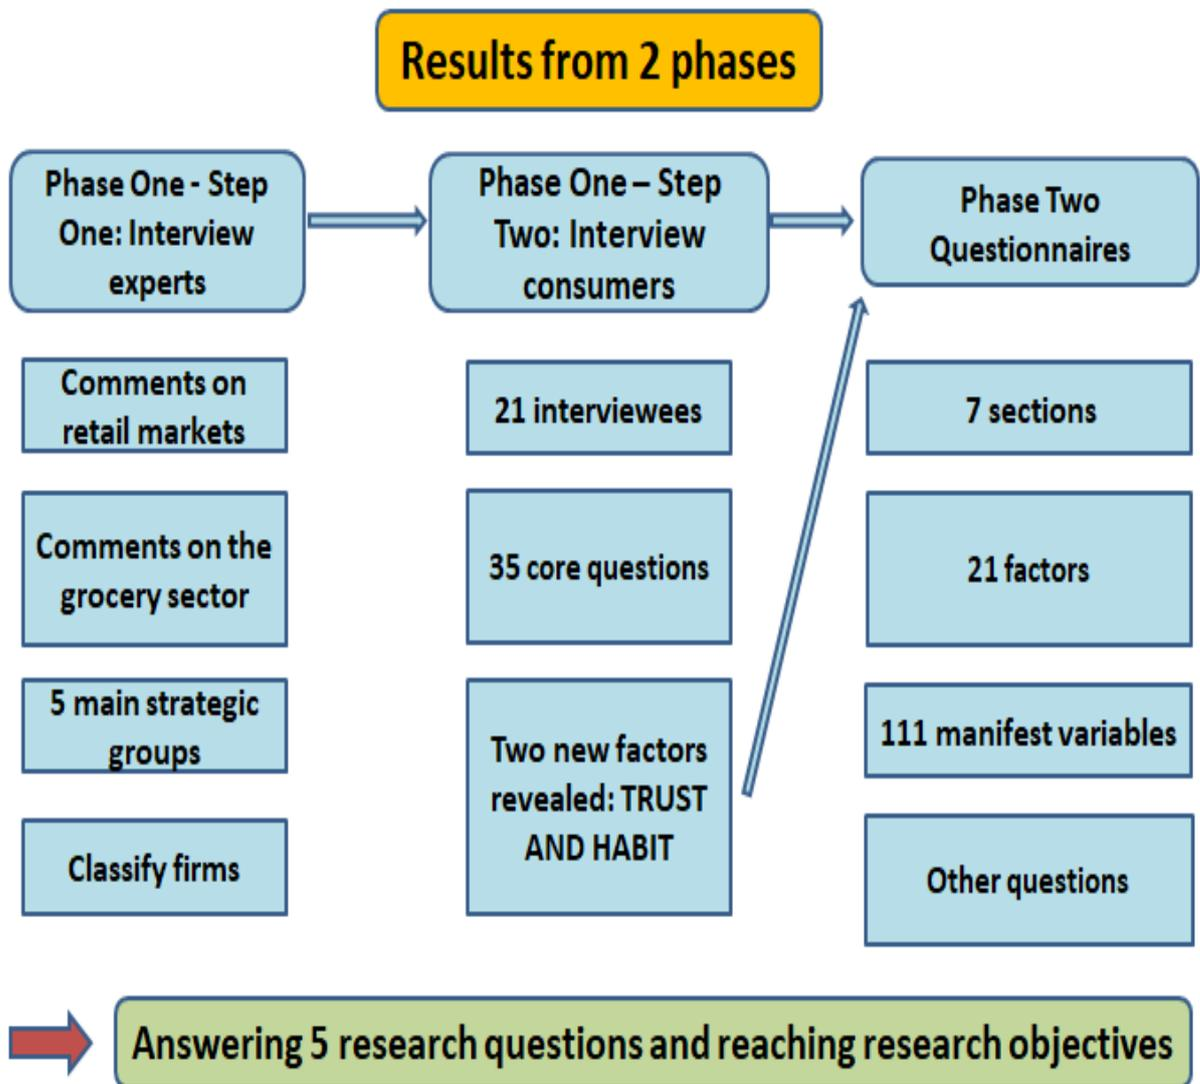 Results from 2 phases
Phase One - Step
One: Interview
experts
Phase One – Step
Two: Interview
consumers
Phase Two
Questionnaires
Comments on
retail markets
Comments on the
grocery sector
5 main strategic
groups
Classify firms
21 interviewees
35 core questions
Two new factors
revealed: TRUST
AND HABIT
7 sections
21 factors
111 manifest variables
Other questions
Answering 5 research questions and reaching research objectives